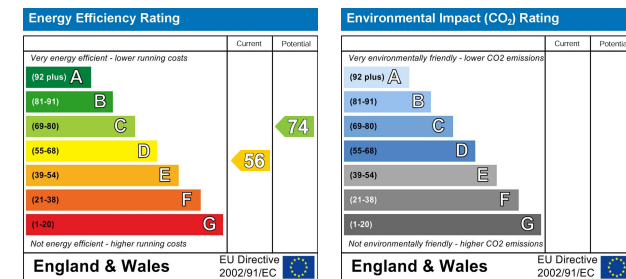 Energy Efficiency Rating
Current Potential
Very energy efficient - lower running costs
(92 plus) A
(81-91) B
(69-80) C
74
(55-68) D
56
(39-54) E
(21-38) F
(1-20) G
Not energy efficient - higher running costs
England & Wales
EU Directive
2002/91/EC
Environmental Impact (CO2) Rating
Current Potential
Very environmentally friendly - lower CO2 emissions
(92 plus) A
(81-91) B
(69-80) C
(55-68) D
(39-54) E
(21-38) F
(1-20) G
Not environmentally friendly - higher CO2 emissions
England & Wales
EU Directive
2002/91/EC